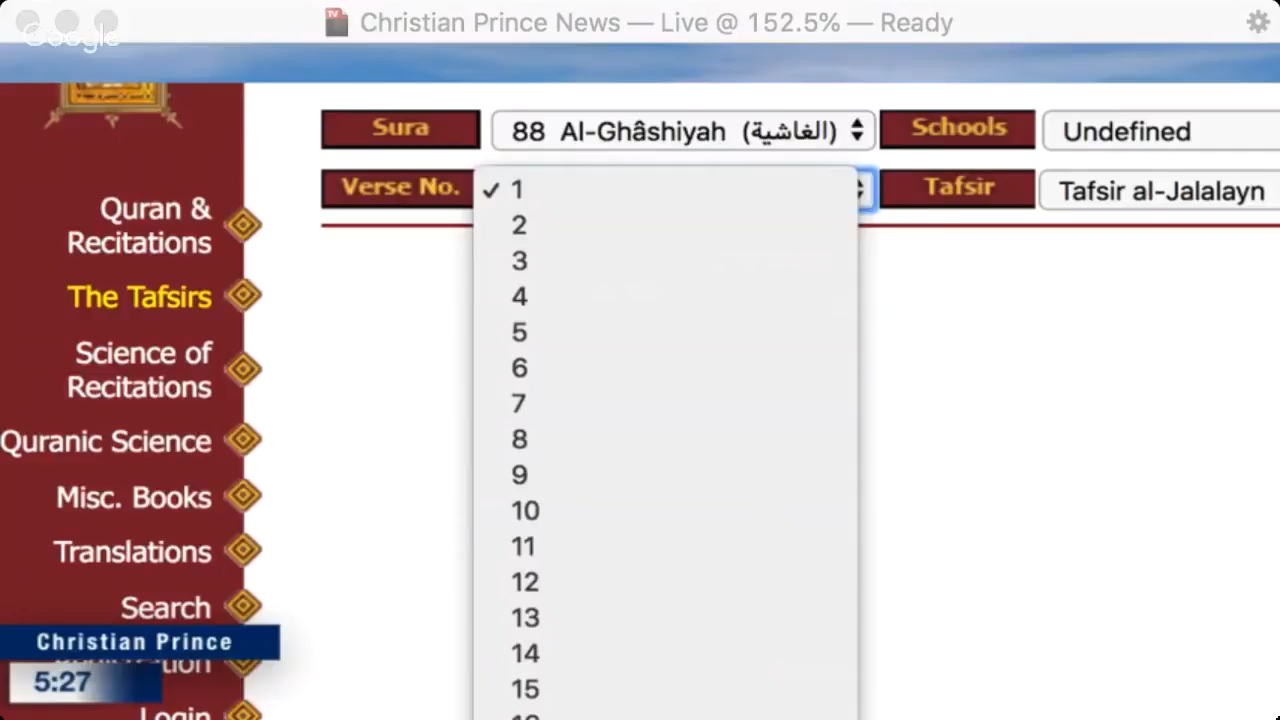 Christian Prince News — Live @ 152.5% — Ready
Google
Sura
88 Al-Ghâshiyah (الغاشية)
Schools
Undefined
Verse No.
Tafsir
Tafsir al-Jalalayn
✓ 1
2
3
4
5
6
7
8
9
10
11
12
13
14
15
Quran &
Recitations
The Tafsirs
Science of
Recitations
Quranic Science
Misc. Books
Translations
Search
Christian Prince
5:27
Login